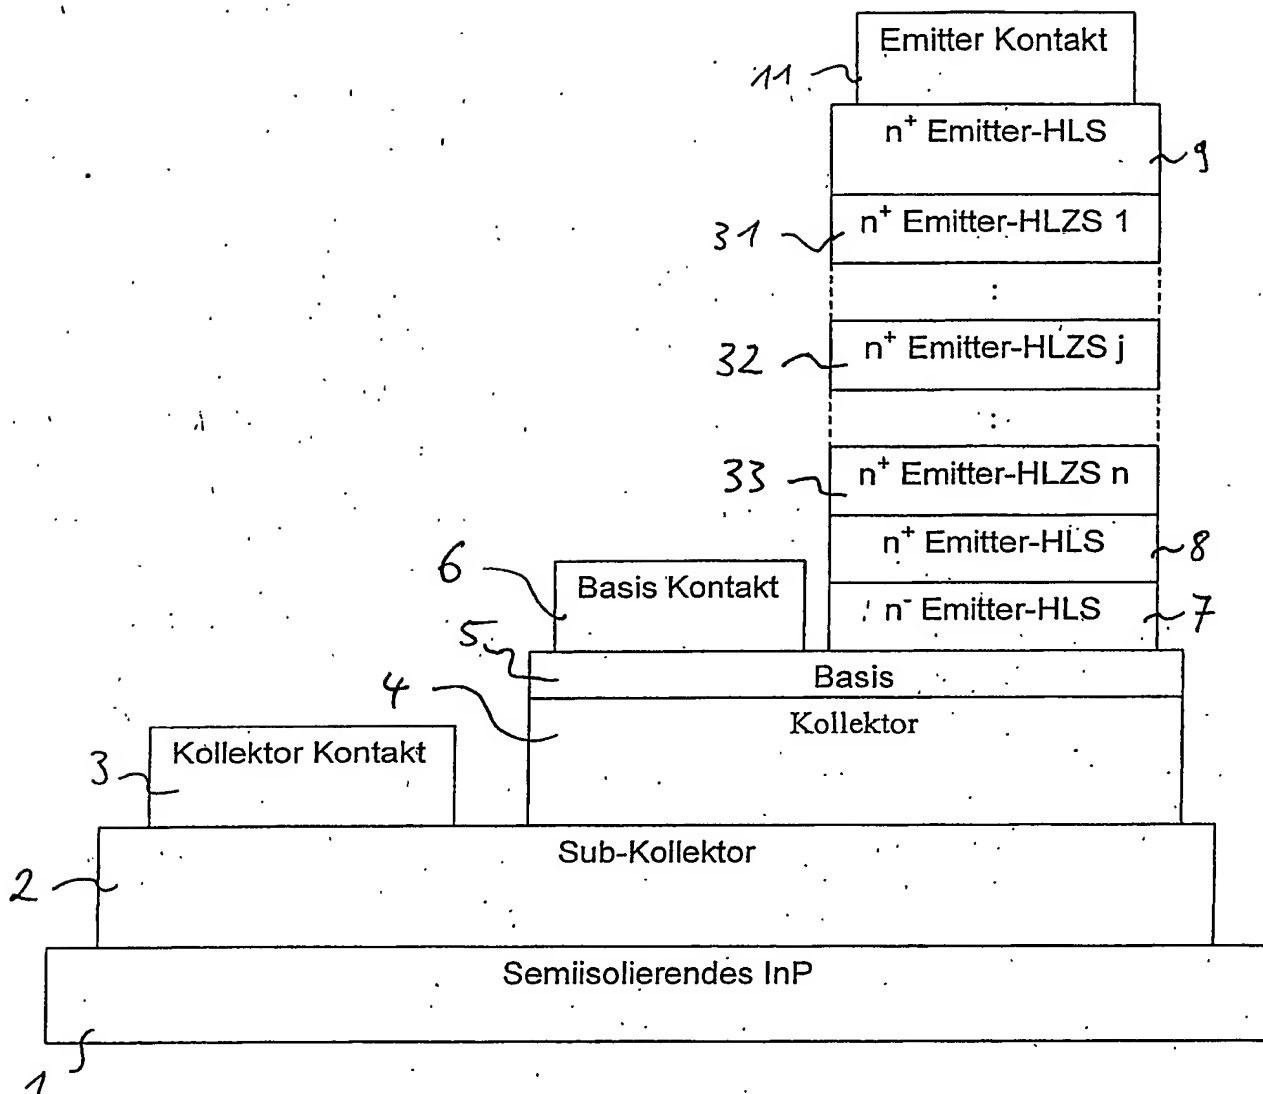 Emitter Kontakt
11
n⁺ Emitter-HLS
9
n⁺ Emitter-HLZS 1
31
:
n⁺ Emitter-HLZS j
32
:
n⁺ Emitter-HLZS n
33
n⁺ Emitter-HLS
8
6
Basis Kontakt
n⁻ Emitter-HLS
7
5
Basis
4
Kollektor
Kollektor Kontakt
3
Sub-Kollektor
2
Semiisolierendes InP
1